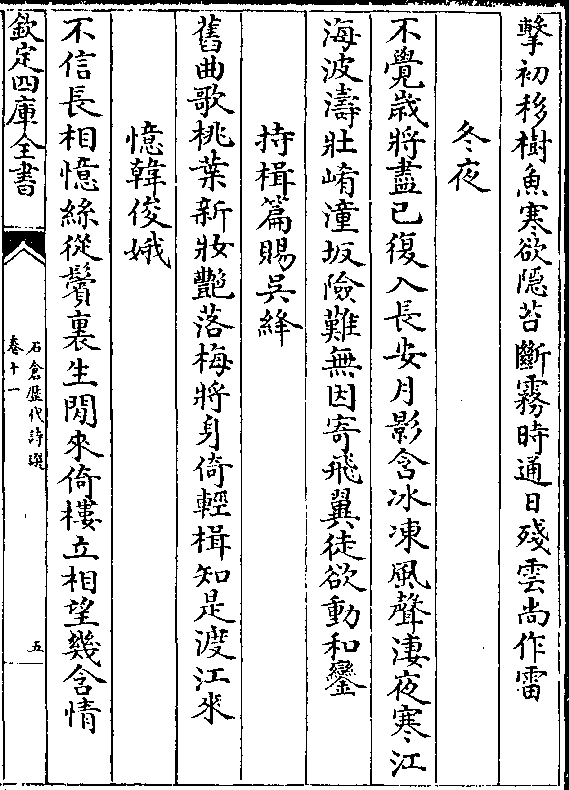 擊初移樹魚寒欲隱苔斷霧時通日殘雲尚作雷
冬夜
不覺歲將盡已復入長安月影含冰凍風聲淒夜寒江
海波濤壯崤潼坂險難無因寄飛翼徒欲動和鑾
持楫篇賜吳絳
舊曲歌桃葉新妝艷落梅將身倚輕楫知是渡江來
憶韓俊娥
不信長相憶絲從鬢裏生閒來倚樓立相望幾含情
欽定四庫全書
石倉歷代詩選
卷十一
五